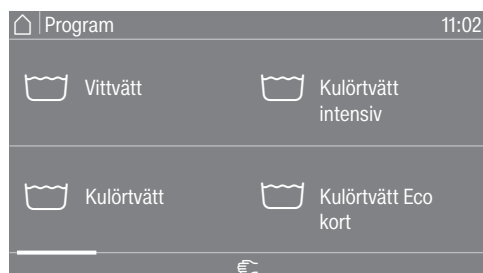 Program 11:02
Vittvätt
Kulörtvätt
intensiv
Kulörtvätt
Kulörtvätt Eco
kort